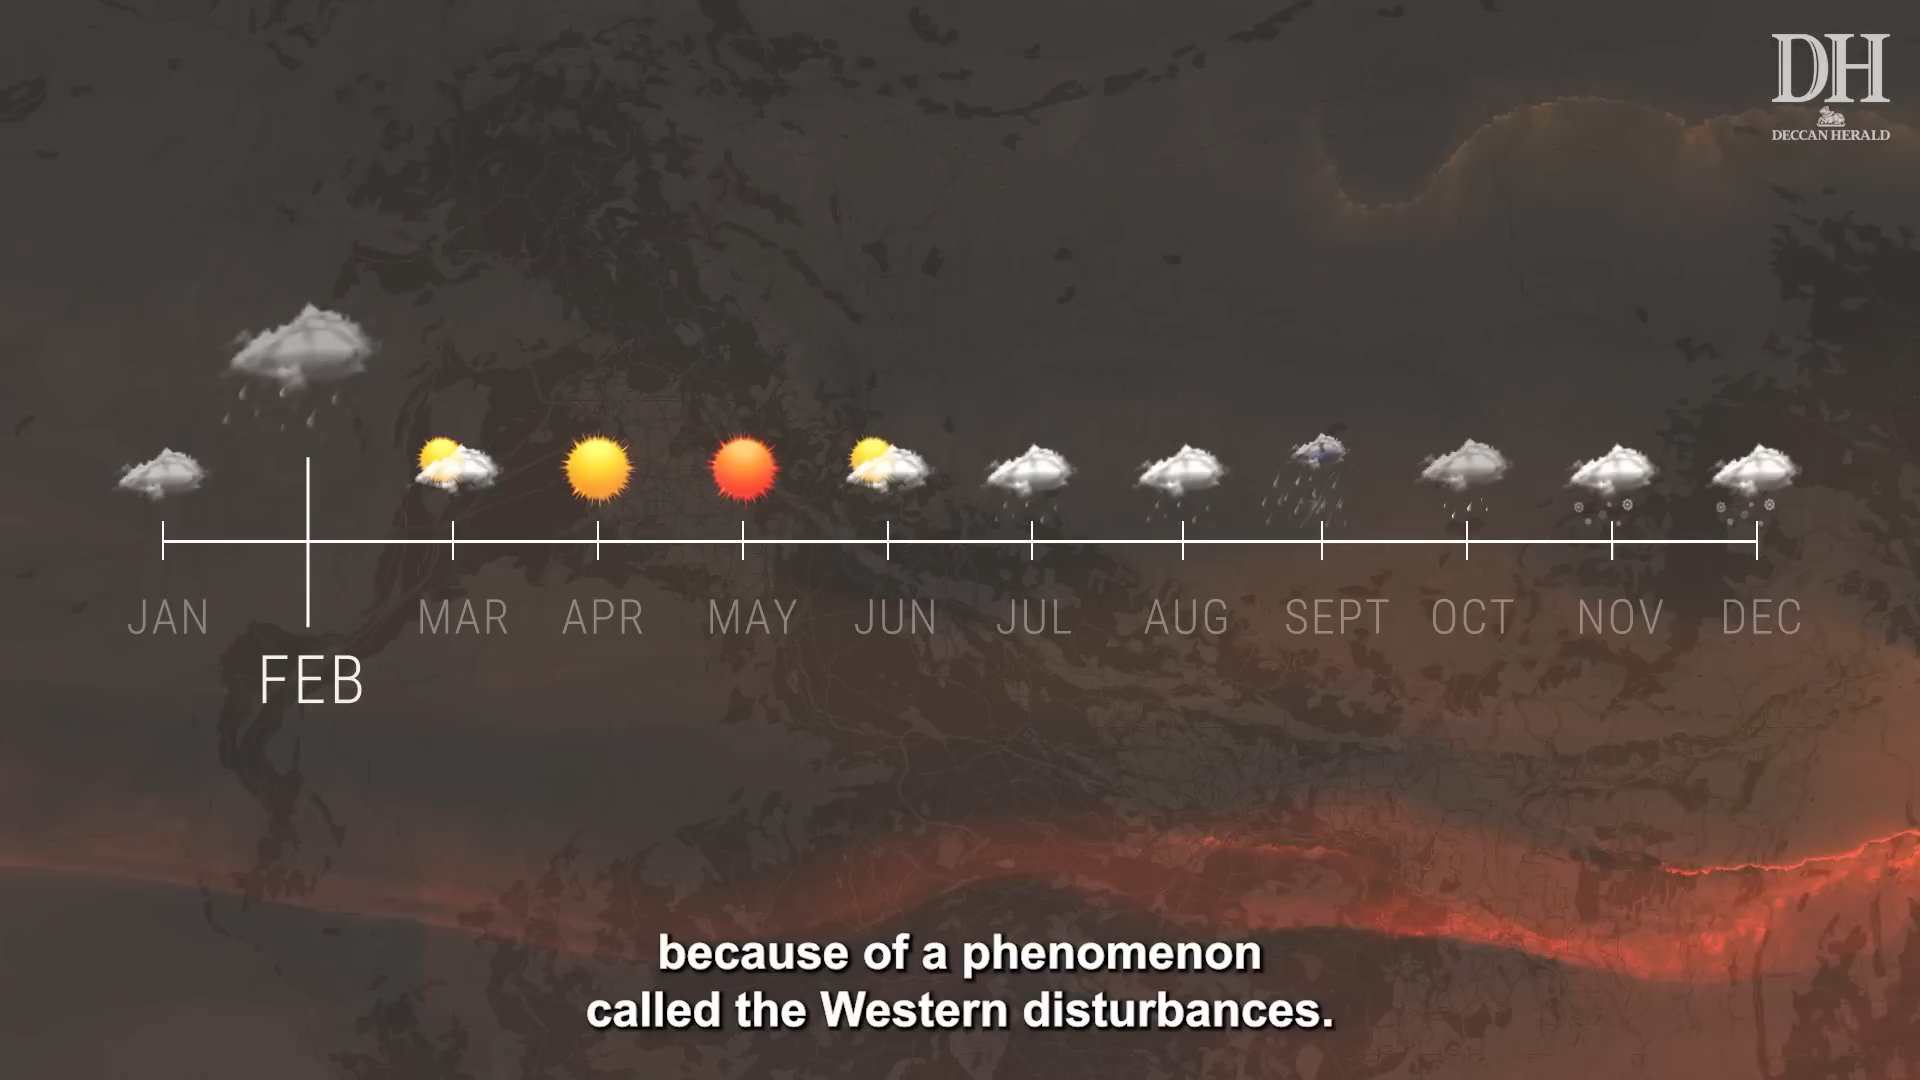 DH
DECCAN HERALD
JAN
FEB
MAR
APR
MAY
JUN
JUL
AUG
SEPT
OCT
NOV
DEC
because of a phenomenon
called the Western disturbances.